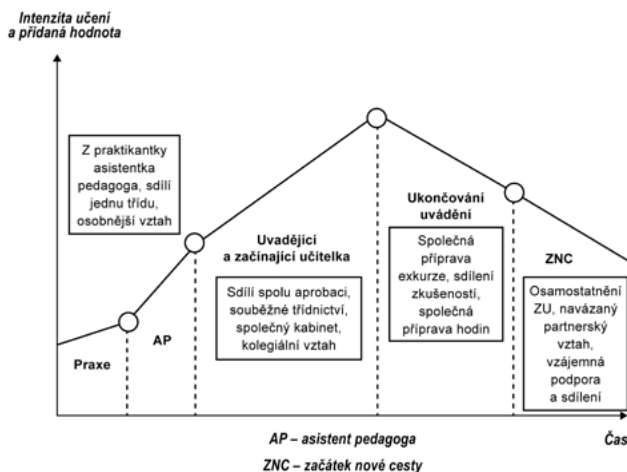 Intenzita učení
a přidaná hodnota
Z praktikantky
asistentka
pedagoga, sdílí
jednu třídu,
osobnější vztah
Praxe
AP
Uvadějící
a začínající učitelka
Sdílí spolu aprobaci,
souběžné třídnictví,
společný kabinet,
kolegiální vztah
Ukončování
uvádění
Společná
příprava
exkurze, sdílení
zkušeností,
společná
příprava hodin
ZNC
Osamostatnění
ZU, navázaný
partnerský
vztah,
vzájemná
podpora
a sdílení
AP – asistent pedagoga
Čas
ZNC – začátek nové cesty